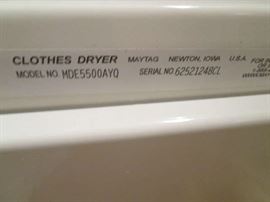 CLOTHES DRYER MAYTAG NEWTON, IOWA U.S.A.
MODEL NO. MDE5500AYQ SERIAL NO. 62521248CL